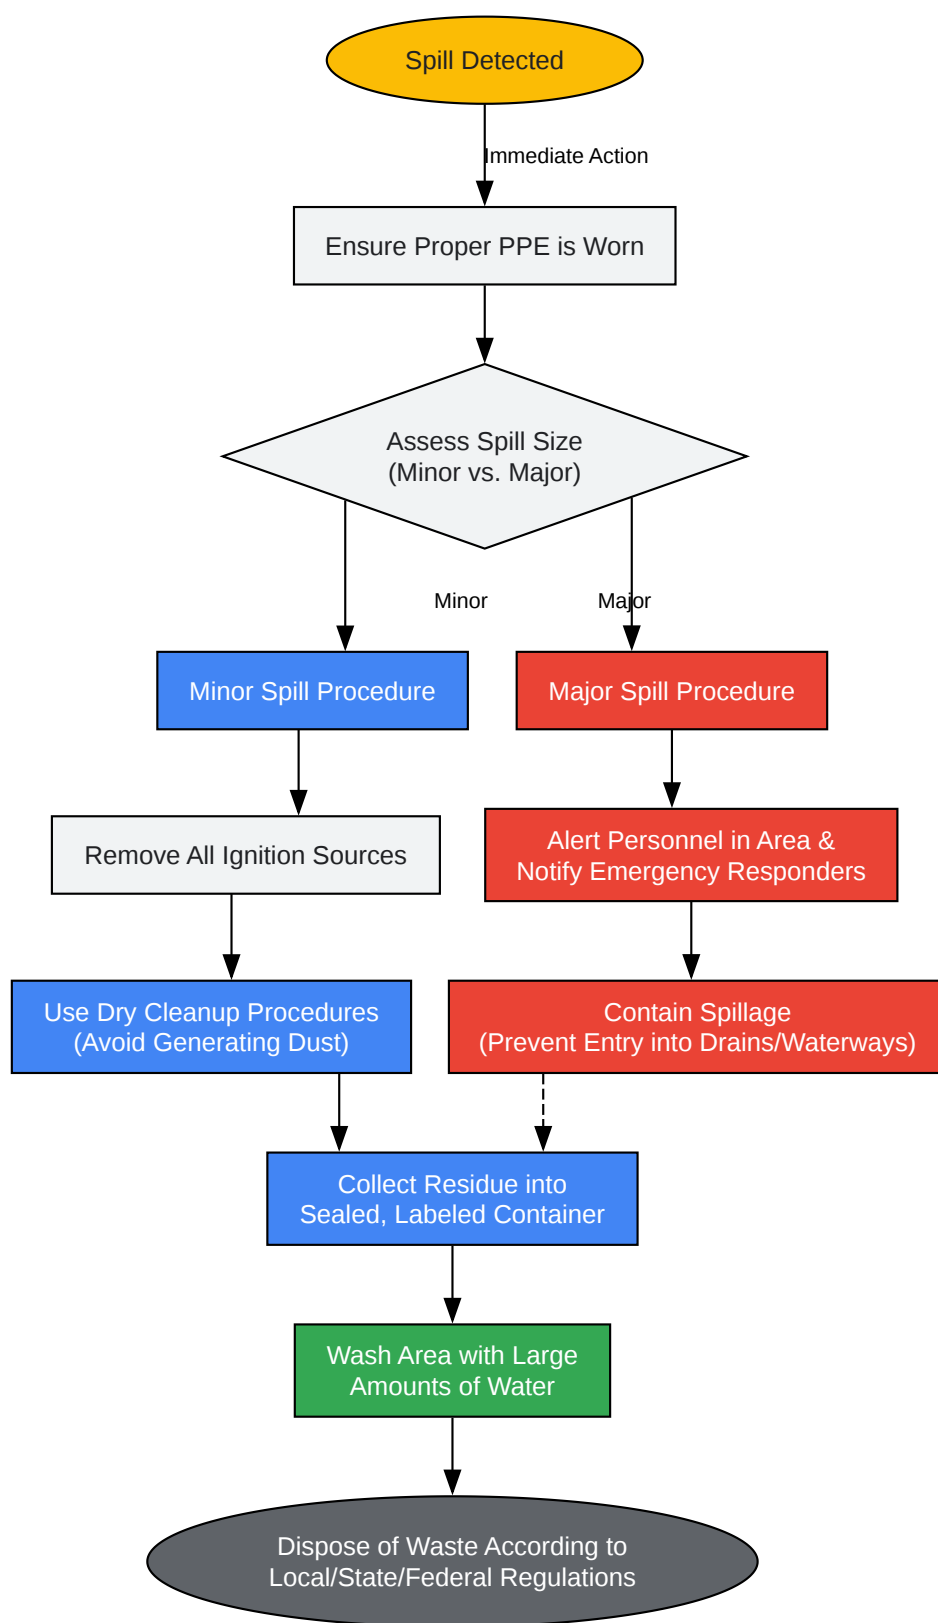 Spill Detected
Immediate Action
Ensure Proper PPE is Worn
Assess Spill Size
(Minor vs. Major)
Minor
Major
Minor Spill Procedure
Major Spill Procedure
Remove All Ignition Sources
Alert Personnel in Area &
Notify Emergency Responders
Use Dry Cleanup Procedures
(Avoid Generating Dust)
Contain Spillage
(Prevent Entry into Drains/Waterways)
Collect Residue into
Sealed, Labeled Container
Wash Area with Large
Amounts of Water
Dispose of Waste According to
Local/State/Federal Regulations